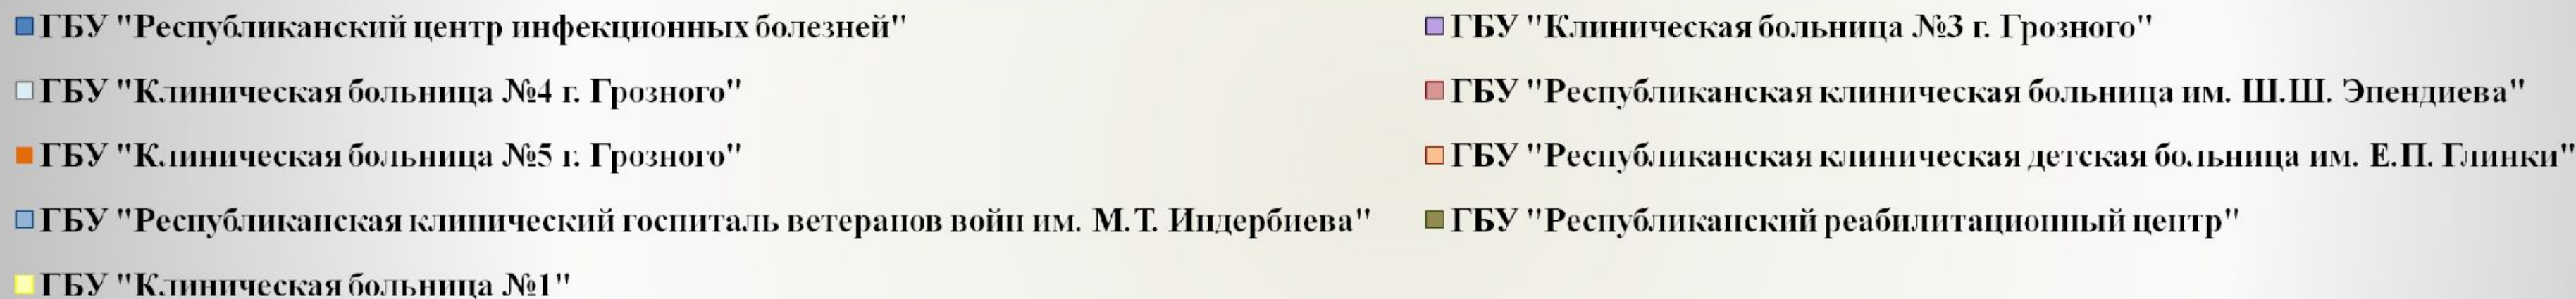 ГБУ "Республиканский центр инфекционных болезней"
ГБУ "Клиническая больница №3 г. Грозного"
ГБУ "Клиническая больница №4 г. Грозного"
ГБУ "Республиканская клиническая больница им. Ш.Ш. Эпендиева"
ГБУ "Клиническая больница №5 г. Грозного"
ГБУ "Республиканская клиническая детская больница им. Е.П. Глинки"
ГБУ "Республиканская клинический госпиталь ветеранов войн им. М.Т. Индербиева"
ГБУ "Республиканский реабилитационный центр"
ГБУ "Клиническая больница №1"